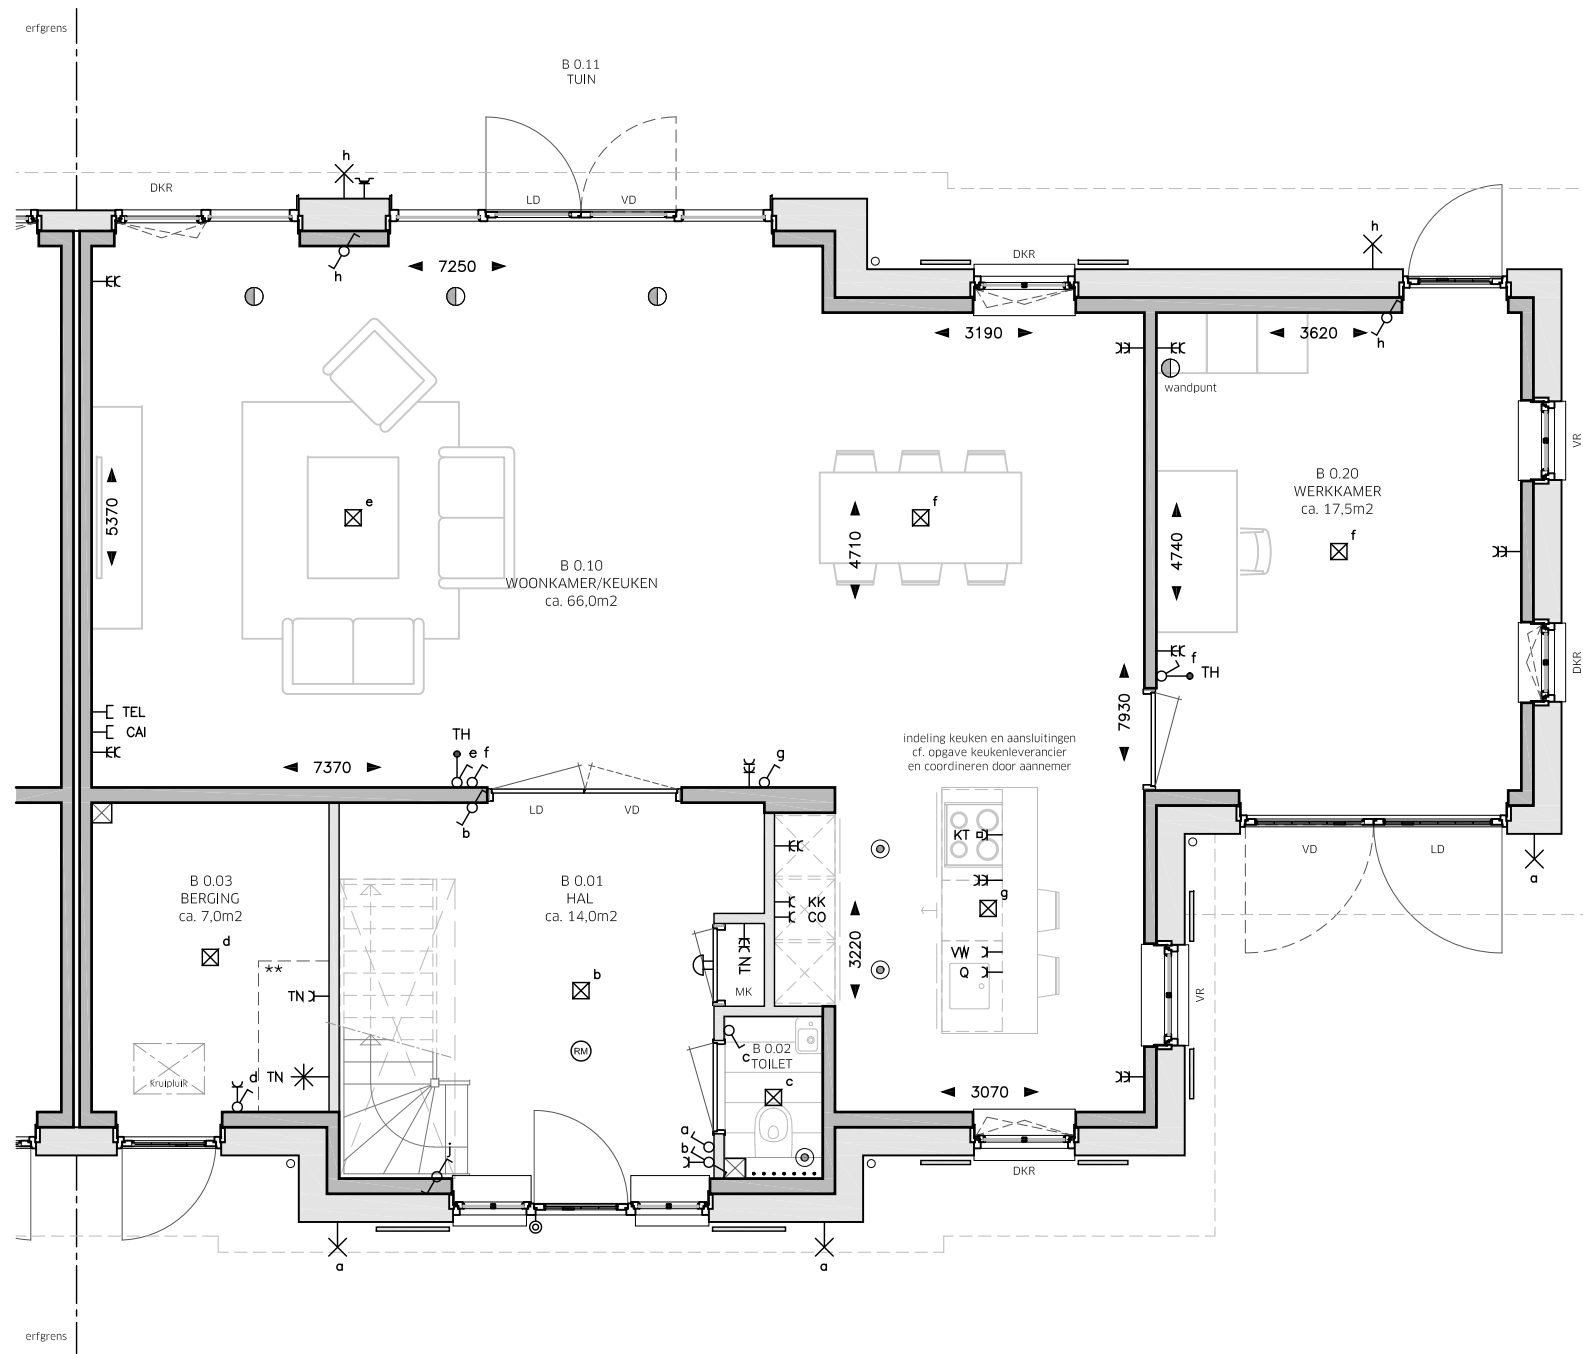 erfgrens
B 0.11
TUIN
h
DKR
LD
VD
h
7250
DKR
h
3190
3620
h
wandpunt
VR
5370
e
f
4710
B 0.20
WERKKAMER
ca. 17,5m2
f
4740
B 0.10
WOONKAMER/KEUKEN
ca. 66,0m2
DKR
f
TH
TEL
CAI
7930
TH
e f
g
indeling keuken en aansluitingen
cf. opgave keukenleverancier
en coordineren door aannemer
7370
b
LD
VD
KT
VD
LD
a
B 0.03
BERGING
ca. 7,0m2
B 0.01
HAL
ca. 14,0m2
KK
CO
g
d
3220
VW
Q
**
TN
b
TN
MK
VR
RM
c
B 0.02
TOILET
kruipluik
d
TN
c
3070
a
b
j
DKR
a
a
erfgrens